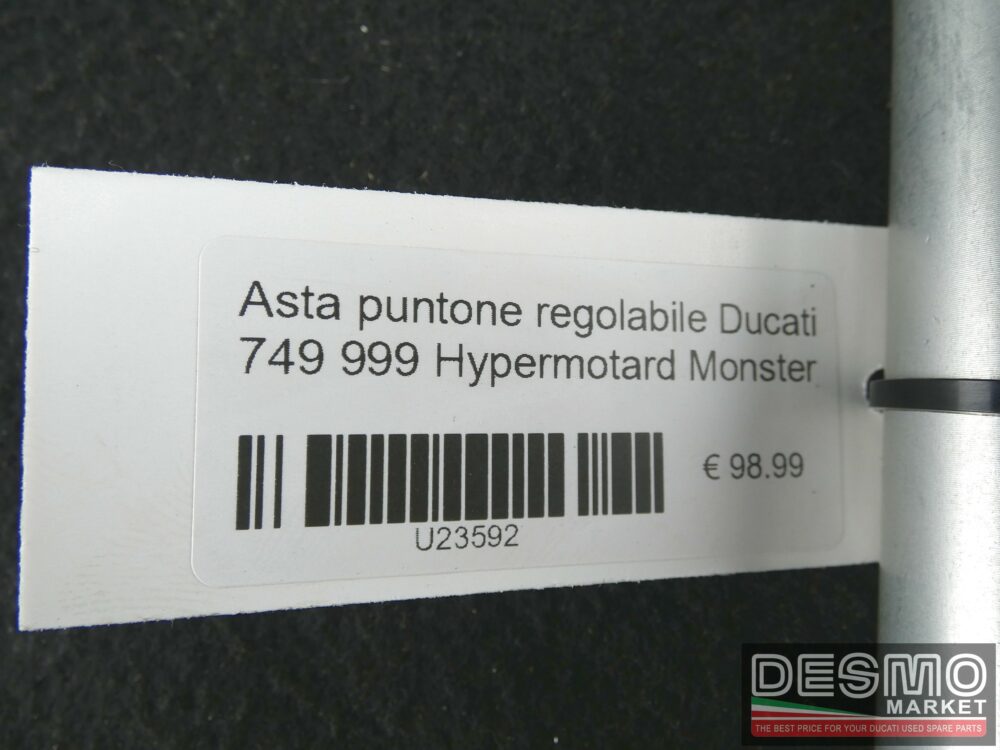 Asta puntone regolabile Ducati
749 999 Hypermotard Monster
€ 98.99
U23592
DESMO
MARKET
THE BEST PRICE FOR YOUR DUCATI USED SPARE PARTS